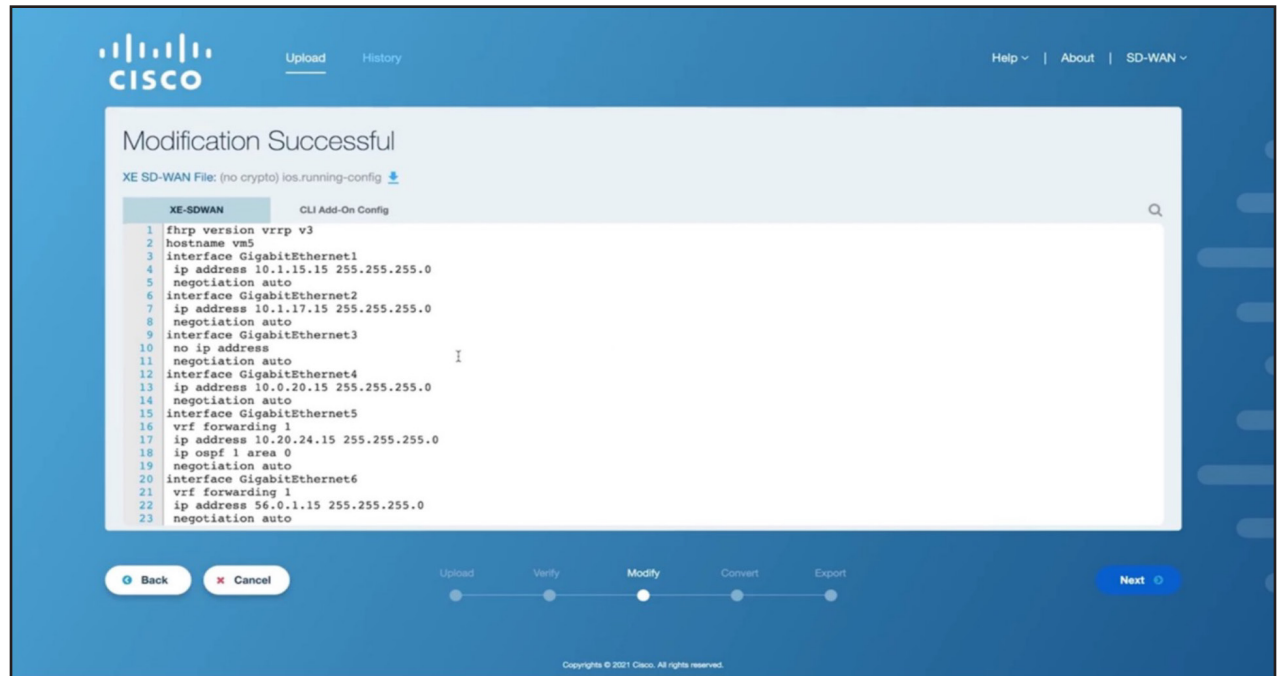 CISCO
Upload History Help | About | SD-WAN
Modification Successful
XE SD-WAN File: (no crypto) ios.running-config
XE-SDWAN CLI Add-On Config
1 fhrp version vrrp v3
2 hostname vm5
3 interface GigabitEthernet1
4 ip address 10.1.15.15 255.255.255.0
5 negotiation auto
6 interface GigabitEthernet2
7 ip address 10.1.17.15 255.255.255.0
8 negotiation auto
9 interface GigabitEthernet3
10 no ip address
11 negotiation auto
12 interface GigabitEthernet4
13 ip address 10.0.20.15 255.255.255.0
14 negotiation auto
15 interface GigabitEthernet5
16 vrf forwarding 1
17 ip address 10.20.24.15 255.255.255.0
18 ip ospf 1 area 0
19 negotiation auto
20 interface GigabitEthernet6
21 vrf forwarding 1
22 ip address 56.0.1.15 255.255.255.0
23 negotiation auto
Back Cancel Upload Verify Modify Convert Export Next
Copyrights © 2021 Cisco. All rights reserved.